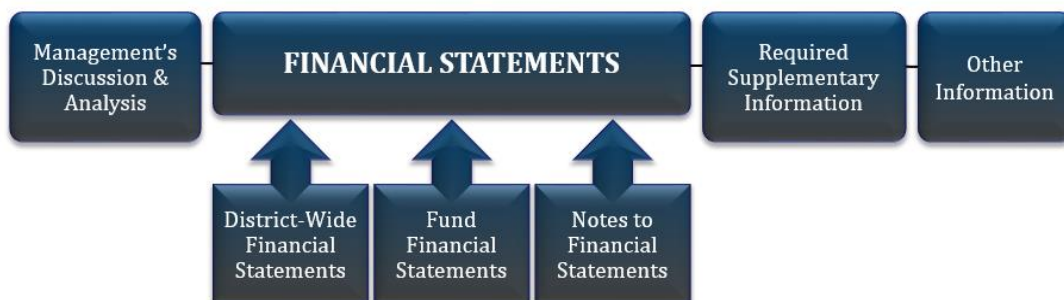 Management’s
Discussion &
Analysis
FINANCIAL STATEMENTS
Required
Supplementary
Information
Other
Information
District-Wide
Financial
Statements
Fund
Financial
Statements
Notes to
Financial
Statements